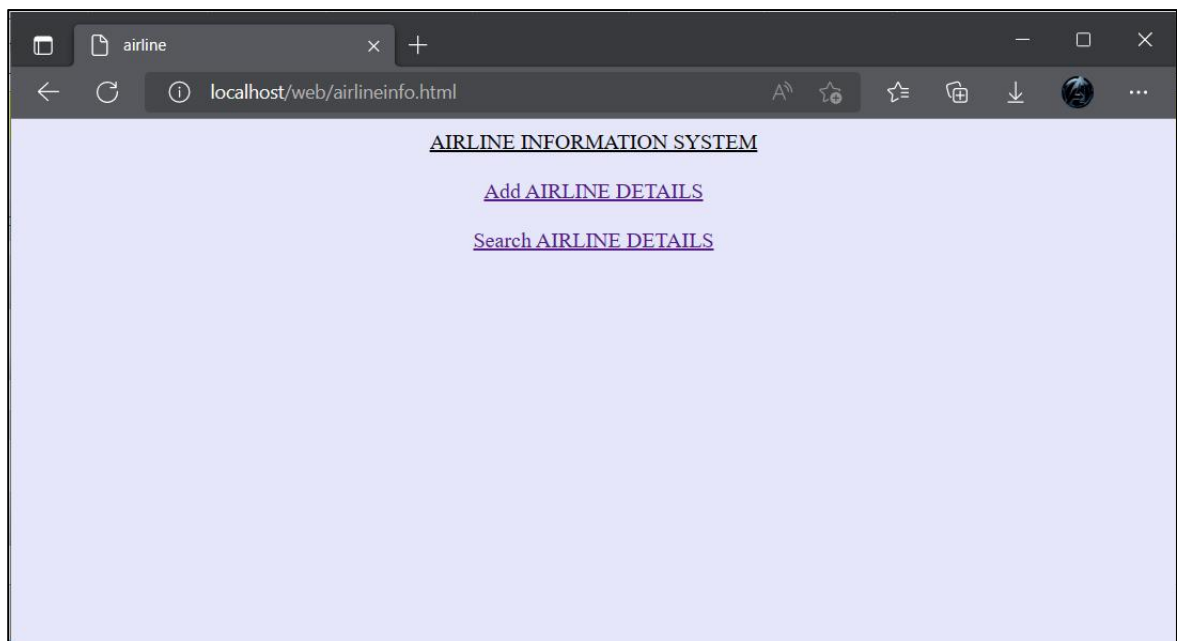 airline
localhost/web/airlineinfo.html
AIRLINE INFORMATION SYSTEM
Add AIRLINE DETAILS
Search AIRLINE DETAILS